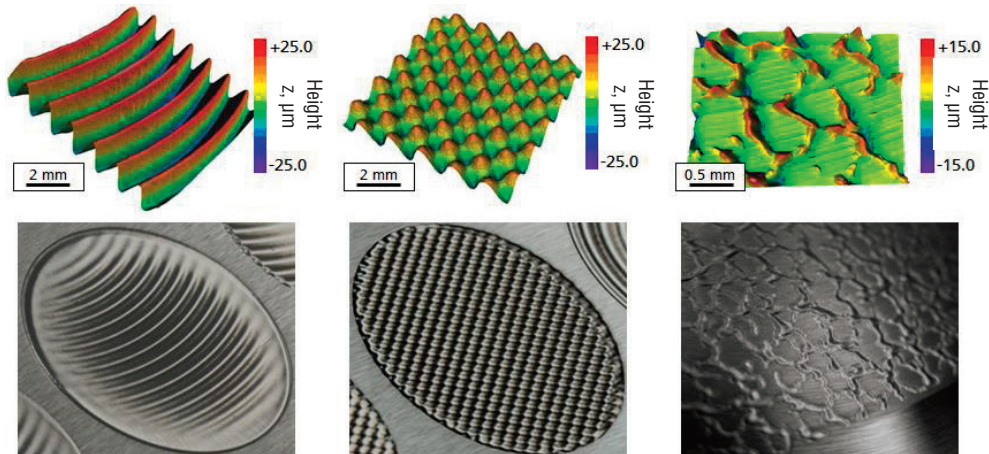 +25.0
Height
z, µm
-25.0
2 mm
+25.0
Height
z, µm
-25.0
2 mm
+15.0
Height
z, µm
-15.0
0.5 mm